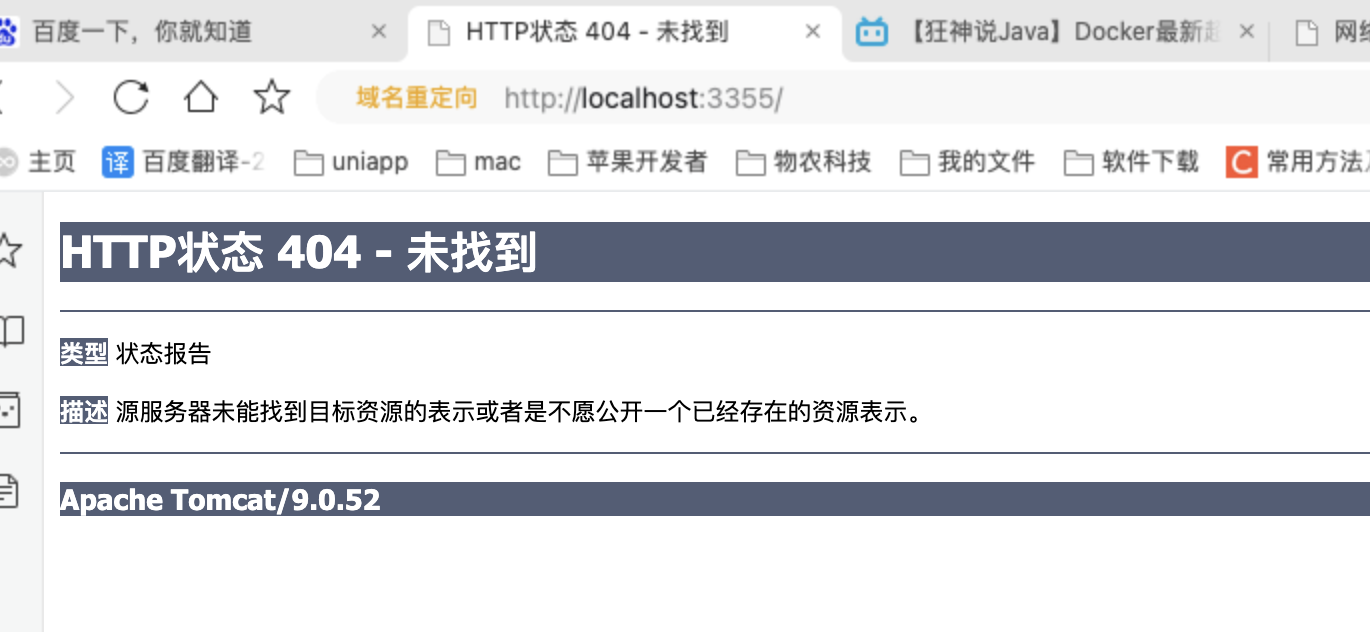 百度一下，你就知道
HTTP状态 404 - 未找到
【狂神说Java】Docker最新超
域名重定向 http://localhost:3355/
主页 译 百度翻译-2 uniapp mac 苹果开发者 物农科技 我的文件 软件下载 C 常用方法
HTTP状态 404 - 未找到
类型 状态报告
描述 源服务器未能找到目标资源的表示或者是不愿公开一个已经存在的资源表示。
Apache Tomcat/9.0.52